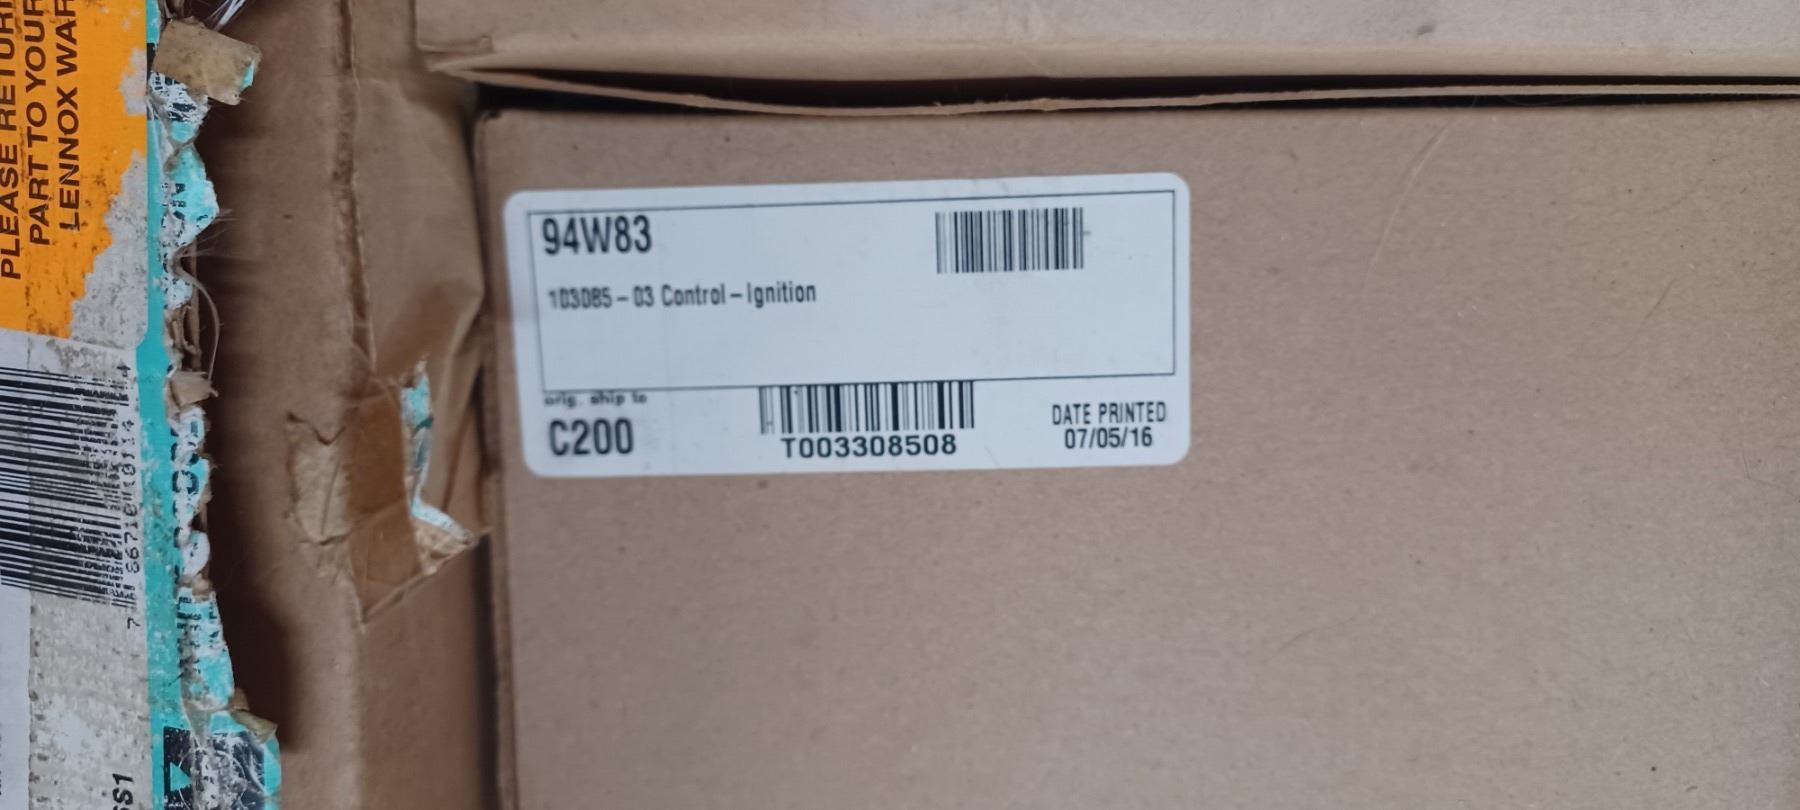 PLEASE RETUR
PART TO YOUR
LENNOX WAR
94W83
103085-03 Control-Ignition
orig. ship to
C200
T003308508
DATE PRINTED
07/05/16
SS1